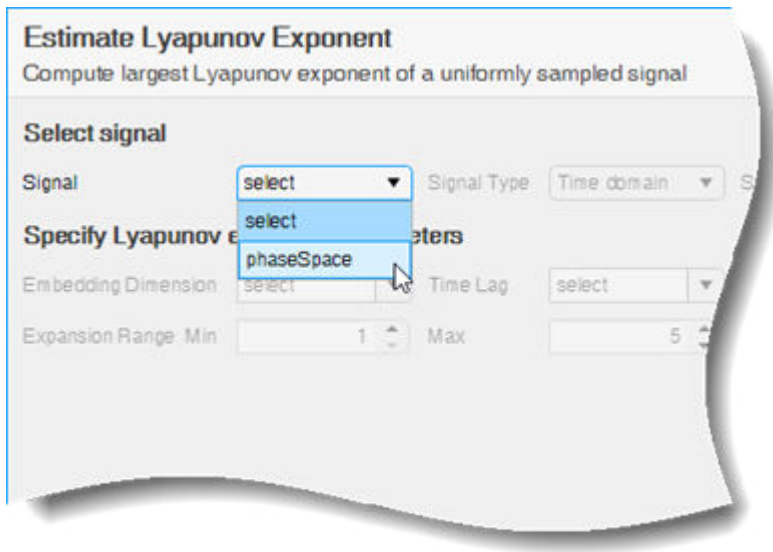 Estimate Lyapunov Exponent
Compute largest Lyapunov exponent of a uniformly sampled signal
Select signal
Signal select Signal Type Time domain
select
Specify Lyapunov
phaseSpace
Embedding Dimension select Time Lag select
Expansion Range Min 1 Max 5